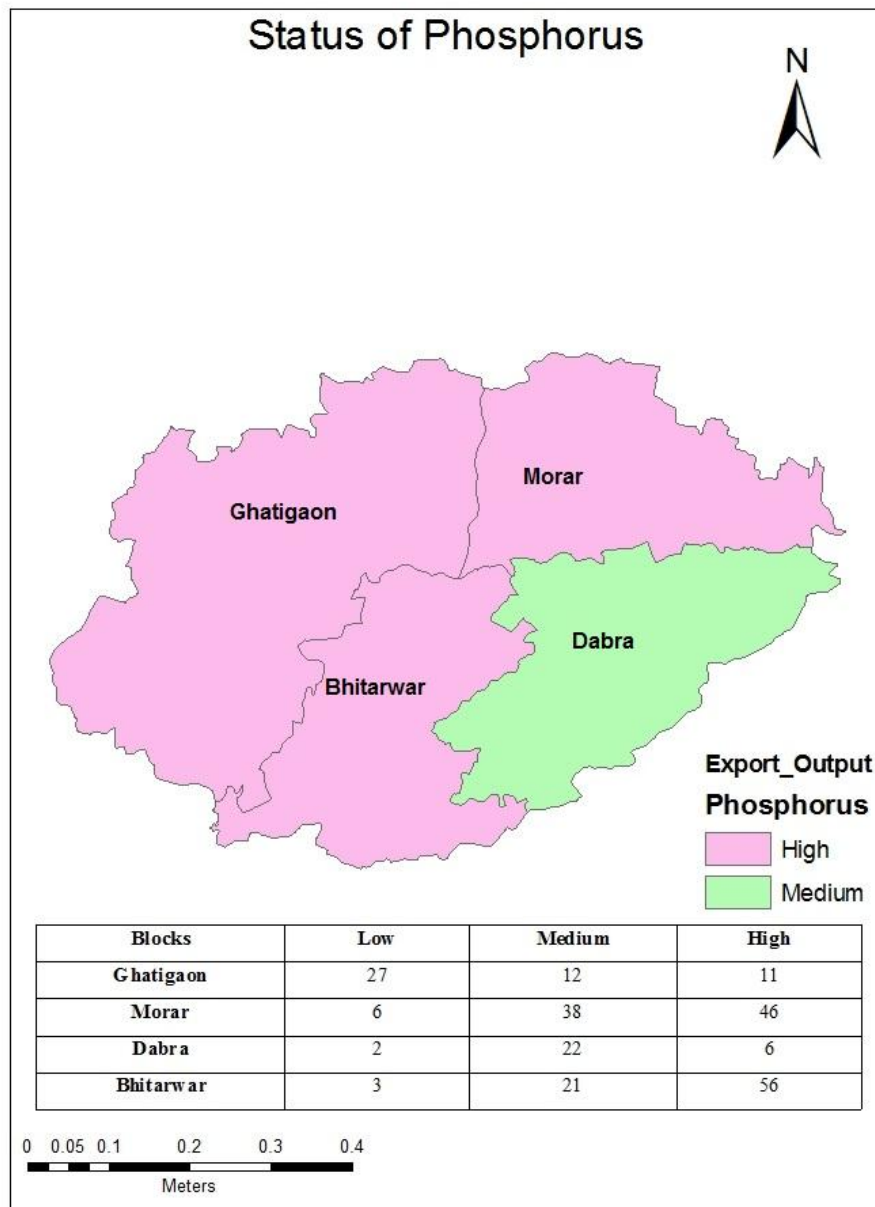 Status of Phosphorus
N
Morar
Ghatigaon
Dabra
Bhitarwar
Export_Output
Phosphorus
High
Medium
Blocks Low Medium High
Ghatigaon 27 12 11
Morar 6 38 46
Dabra 2 22 6
Bhitarwar 3 21 56
0 0.05 0.1 0.2 0.3 0.4
Meters